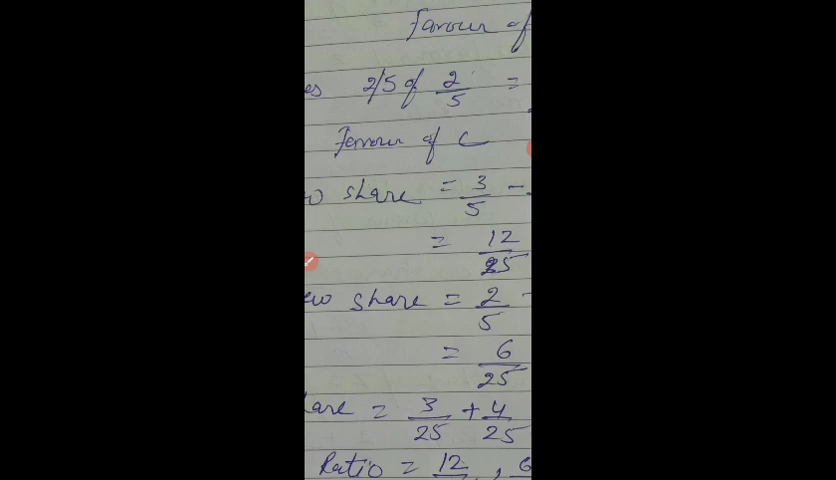 Favour of
es 2/5 of 2/5 =
Favour of C
w share = 3/5 -
= 12/25
ew share = 2/5 -
= 6/25
are = 3/25 + 4/25
Ratio = 12 , 6